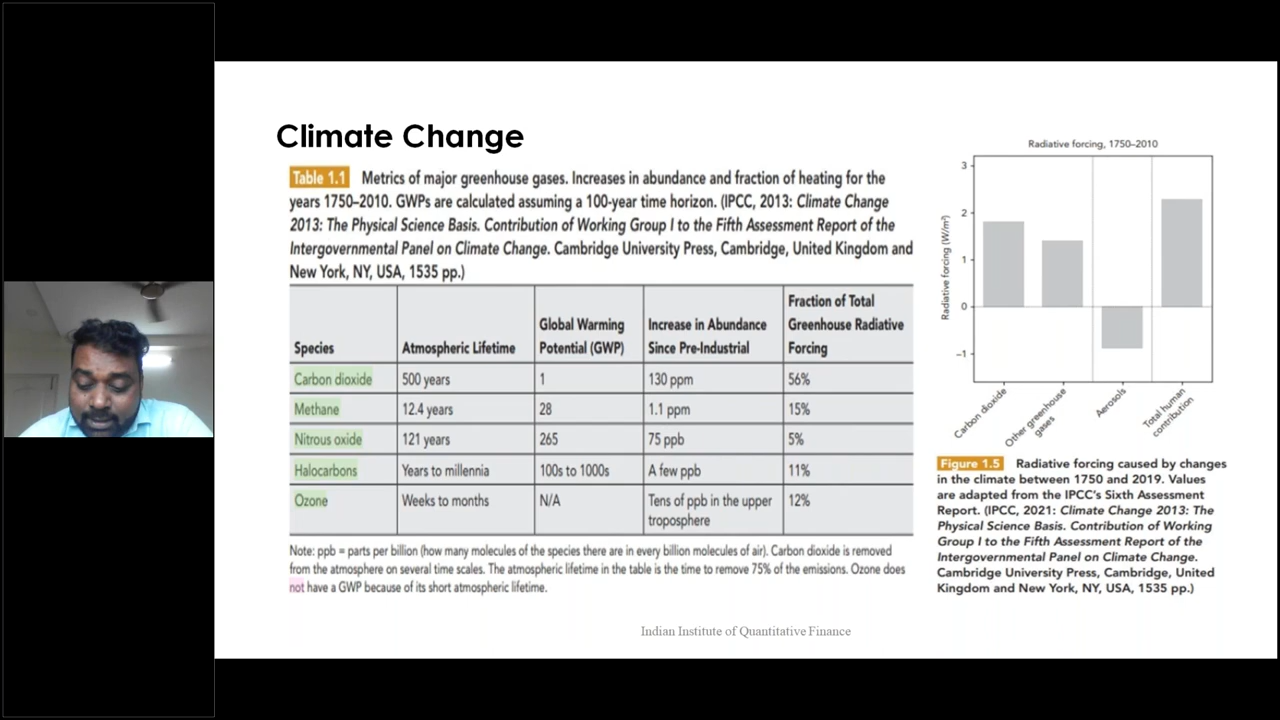 Climate Change
Table 1.1 Metrics of major greenhouse gases. Increases in abundance and fraction of heating for the
years 1750–2010. GWPs are calculated assuming a 100-year time horizon. (IPCC, 2013: Climate Change
2013: The Physical Science Basis. Contribution of Working Group I to the Fifth Assessment Report of the
Intergovernmental Panel on Climate Change. Cambridge University Press, Cambridge, United Kingdom and
New York, NY, USA, 1535 pp.)
Species
Atmospheric Lifetime
Global Warming
Potential (GWP)
Increase in Abundance
Since Pre-Industrial
Fraction of Total
Greenhouse Radiative
Forcing
Carbon dioxide 500 years 1 130 ppm 56%
Methane 12.4 years 28 1.1 ppm 15%
Nitrous oxide 121 years 265 75 ppb 5%
Halocarbons Years to millennia 100s to 1000s A few ppb 11%
Ozone Weeks to months N/A Tens of ppb in the upper 12%
troposphere
Note: ppb = parts per billion (how many molecules of the species there are in every billion molecules of air). Carbon dioxide is removed
from the atmosphere on several time scales. The atmospheric lifetime in the table is the time to remove 75% of the emissions. Ozone does
not have a GWP because of its short atmospheric lifetime.
Radiative forcing, 1750–2010
Radiative forcing (W/m²)
3
2
1
0
−1
Carbon dioxide
Other greenhouse
gases
Aerosols
Total human
contribution
Figure 1.5 Radiative forcing caused by changes
in the climate between 1750 and 2019. Values
are adapted from the IPCC's Sixth Assessment
Report. (IPCC, 2021: Climate Change 2013: The
Physical Science Basis. Contribution of Working
Group I to the Fifth Assessment Report of the
Intergovernmental Panel on Climate Change.
Cambridge University Press, Cambridge, United
Kingdom and New York, NY, USA, 1535 pp.)
Indian Institute of Quantitative Finance